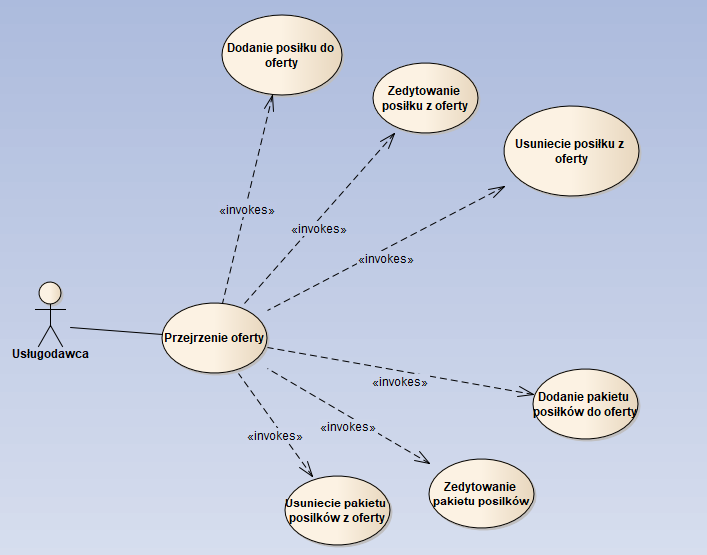 Dodanie posiłku do
oferty
Zedytowanie
posiłku z oferty
Usuniecie posiłku z
oferty
«invokes»
«invokes»
«invokes»
Usługodawca
Przejrzenie oferty
«invokes»
Dodanie pakietu
posiłków do oferty
«invokes»
«invokes»
Zedytowanie
pakietu posilków
Usuniecie pakietu
posiłków z oferty